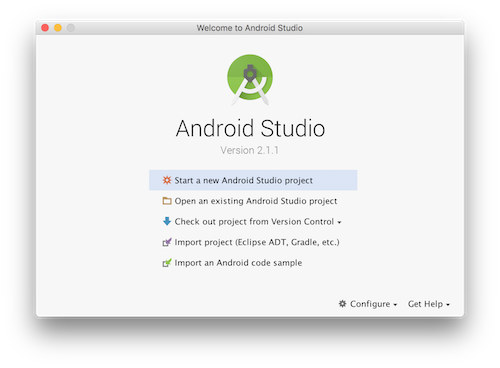 Welcome to Android Studio
Android Studio
Version 2.1.1
Start a new Android Studio project
Open an existing Android Studio project
Check out project from Version Control
Import project (Eclipse ADT, Gradle, etc.)
Import an Android code sample
Configure Get Help